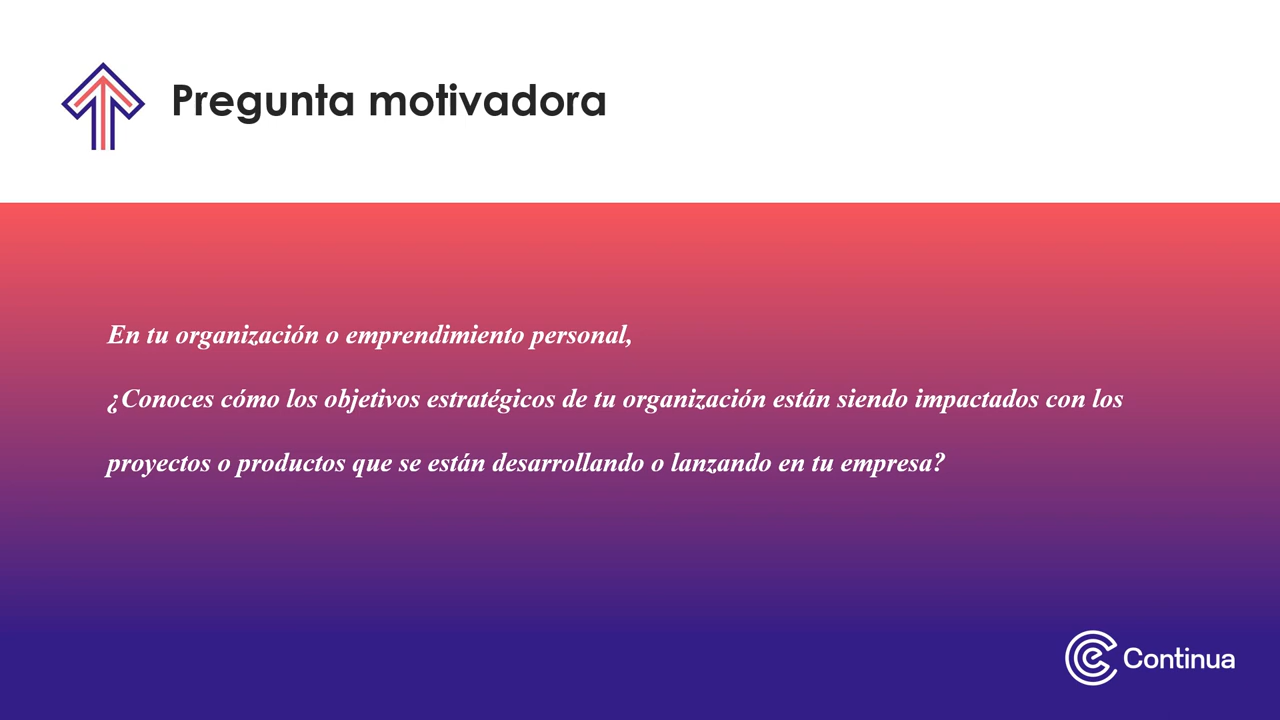 Pregunta motivadora
En tu organización o emprendimiento personal,
¿Conoces cómo los objetivos estratégicos de tu organización están siendo impactados con los
proyectos o productos que se están desarrollando o lanzando en tu empresa?
Continua